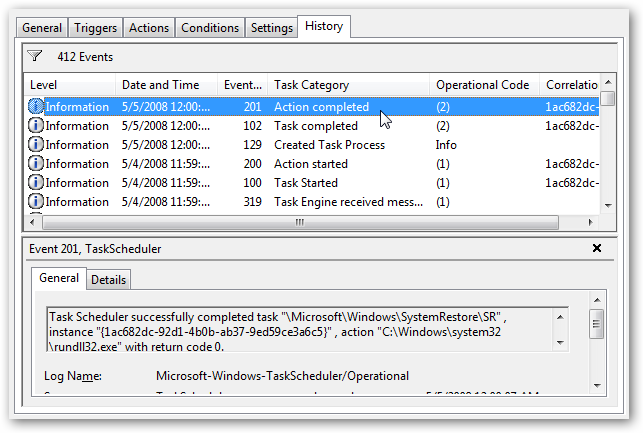 General Triggers Actions Conditions Settings History
412 Events
Level Date and Time Event... Task Category Operational Code Correlatio
Information 5/5/2008 12:00:... 201 Action completed (2) 1ac682dc-
Information 5/5/2008 12:00:... 102 Task completed (2) 1ac682dc-
Information 5/5/2008 12:00:... 129 Created Task Process Info
Information 5/4/2008 11:59:... 200 Action started (1) 1ac682dc-
Information 5/4/2008 11:59:... 100 Task Started (1) 1ac682dc-
Information 5/4/2008 11:59:... 319 Task Engine received mess... (1)
Event 201, TaskScheduler
General Details
Task Scheduler successfully completed task "\Microsoft\Windows\SystemRestore\SR" ,
instance "{1ac682dc-92d1-4b0b-ab37-9ed59ce3a6c5}" , action "C:\Windows\system32
\rundll32.exe" with return code 0.
Log Name: Microsoft-Windows-TaskScheduler/Operational